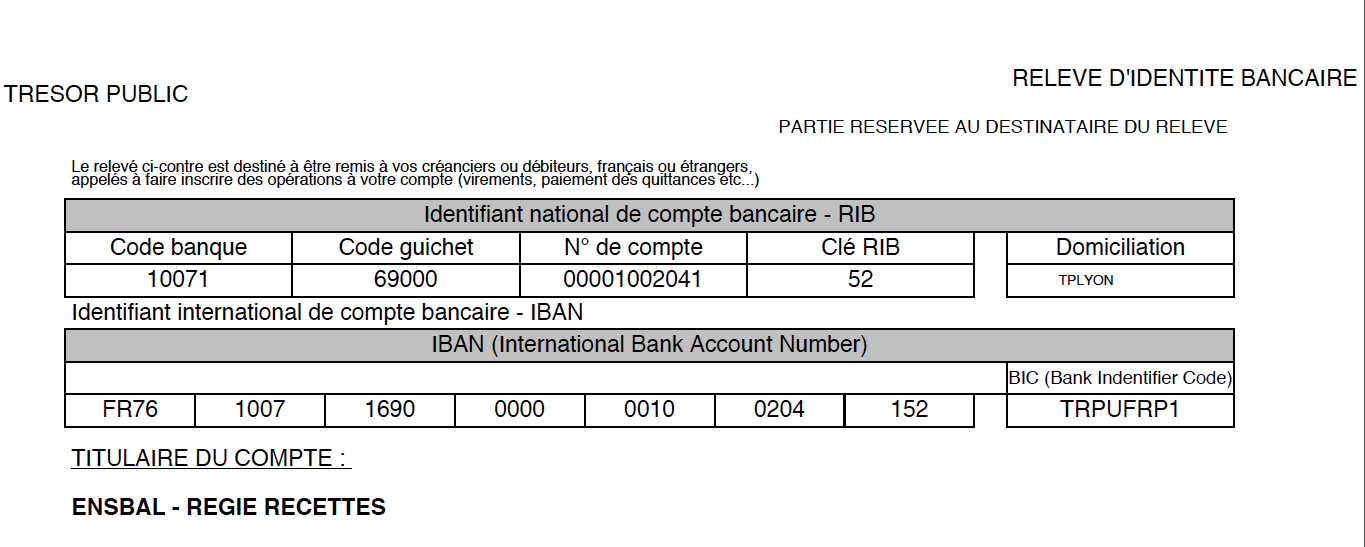 TRESOR PUBLIC
RELEVE D'IDENTITE BANCAIRE
PARTIE RESERVEE AU DESTINATAIRE DU RELEVE
Le relevé ci-contre est destiné à être remis à vos créanciers ou débiteurs, français ou étrangers,
appelés à faire inscrire des opérations à votre compte (virements, paiement des quittances etc...)
Identifiant national de compte bancaire - RIB
Code banque Code guichet N° de compte Clé RIB Domiciliation
10071 69000 00001002041 52 TPLYON
Identifiant international de compte bancaire - IBAN
IBAN (International Bank Account Number)
BIC (Bank Indentifier Code)
FR76 1007 1690 0000 0010 0204 152 TRPUFRP1
TITULAIRE DU COMPTE :
ENSBAL - REGIE RECETTES